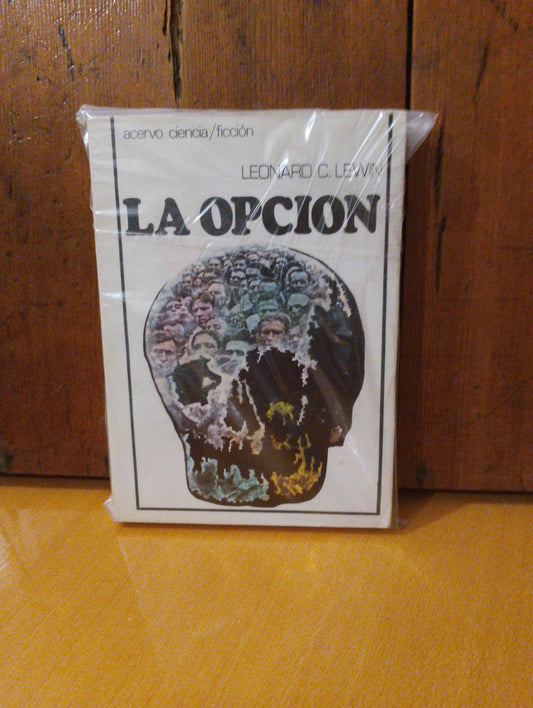 acervo ciencia/ficción
LEONARD C. LEWIN
LA OPCION